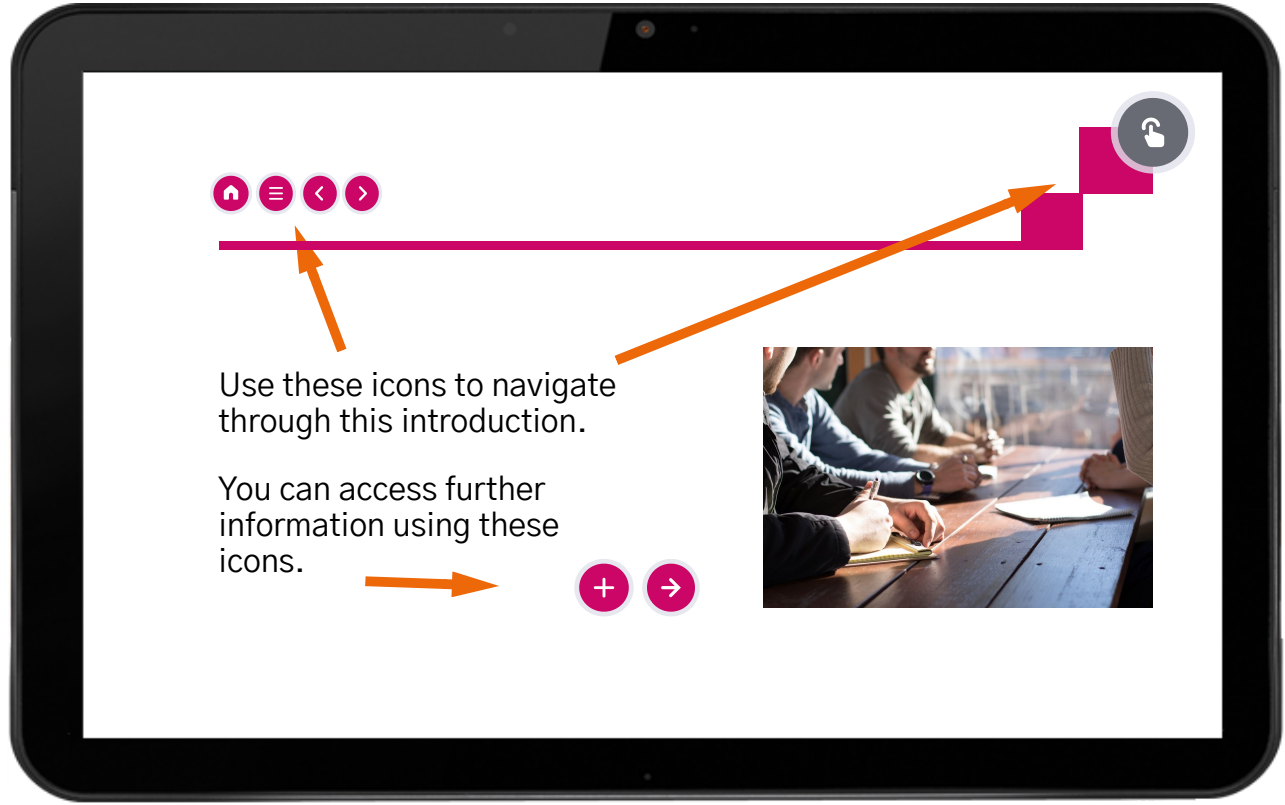 Use these icons to navigate
through this introduction.
You can access further
information using these
icons.